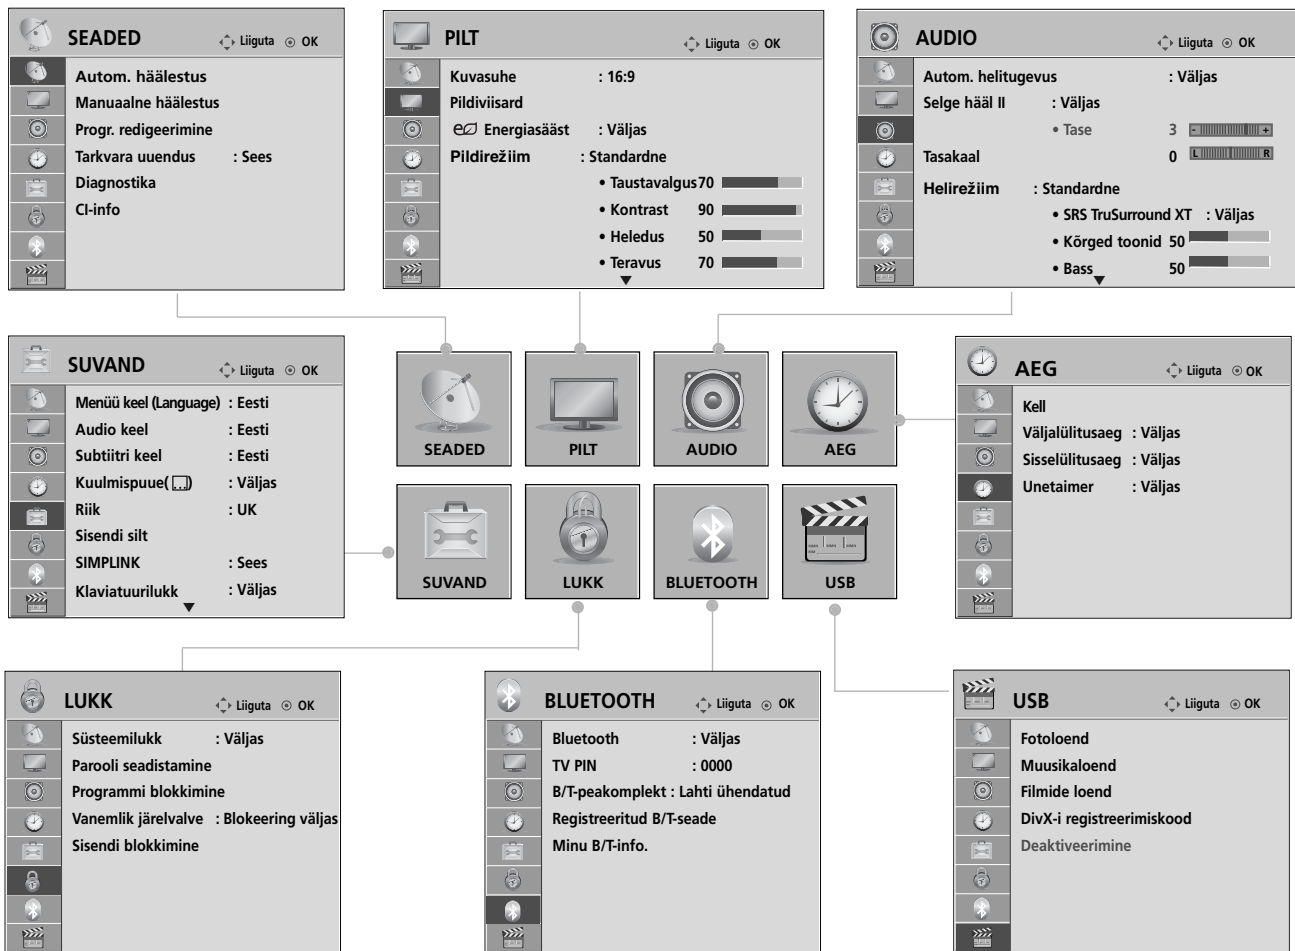 SEADED Liiguta OK
Autom. häälestus
Manuaalne häälestus
Progr. redigeerimine
Tarkvara uuendus : Sees
Diagnostika
CI-info
PILT Liiguta OK
Kuvasuhe : 16:9
Pildiviisard
Energiasääst : Väljas
Pildirežiim : Standardne
• Taustavalgus70
• Kontrast 90
• Heledus 50
• Teravus 70
AUDIO Liiguta OK
Autom. helitugevus : Väljas
Selge hääl II : Väljas
• Tase 3 - +
Tasakaal 0 L R
Helirežiim : Standardne
• SRS TruSurround XT : Väljas
• Kõrged toonid 50
• Bass 50
SUVAND Liiguta OK
Menüü keel (Language) : Eesti
Audio keel : Eesti
Subtiitri keel : Eesti
Kuulmispuue( ) : Väljas
Riik : UK
Sisendi silt
SIMPLINK : Sees
Klaviatuurilukk : Väljas
SEADED
PILT
AUDIO
AEG
SUVAND
LUKK
BLUETOOTH
USB
AEG Liiguta OK
Kell
Väljalülitusaeg : Väljas
Sisselülitusaeg : Väljas
Unetaimer : Väljas
LUKK Liiguta OK
Süsteemilukk : Väljas
Parooli seadistamine
Programmi blokkimine
Vanemlik järelvalve : Blokeering väljas
Sisendi blokkimine
BLUETOOTH Liiguta OK
Bluetooth : Väljas
TV PIN : 0000
B/T-peakomplekt : Lahti ühendatud
Registreeritud B/T-seade
Minu B/T-info.
USB Liiguta OK
Fotoloend
Muusikaloend
Filmide loend
DivX-i registreerimiskood
Deaktiveerimine